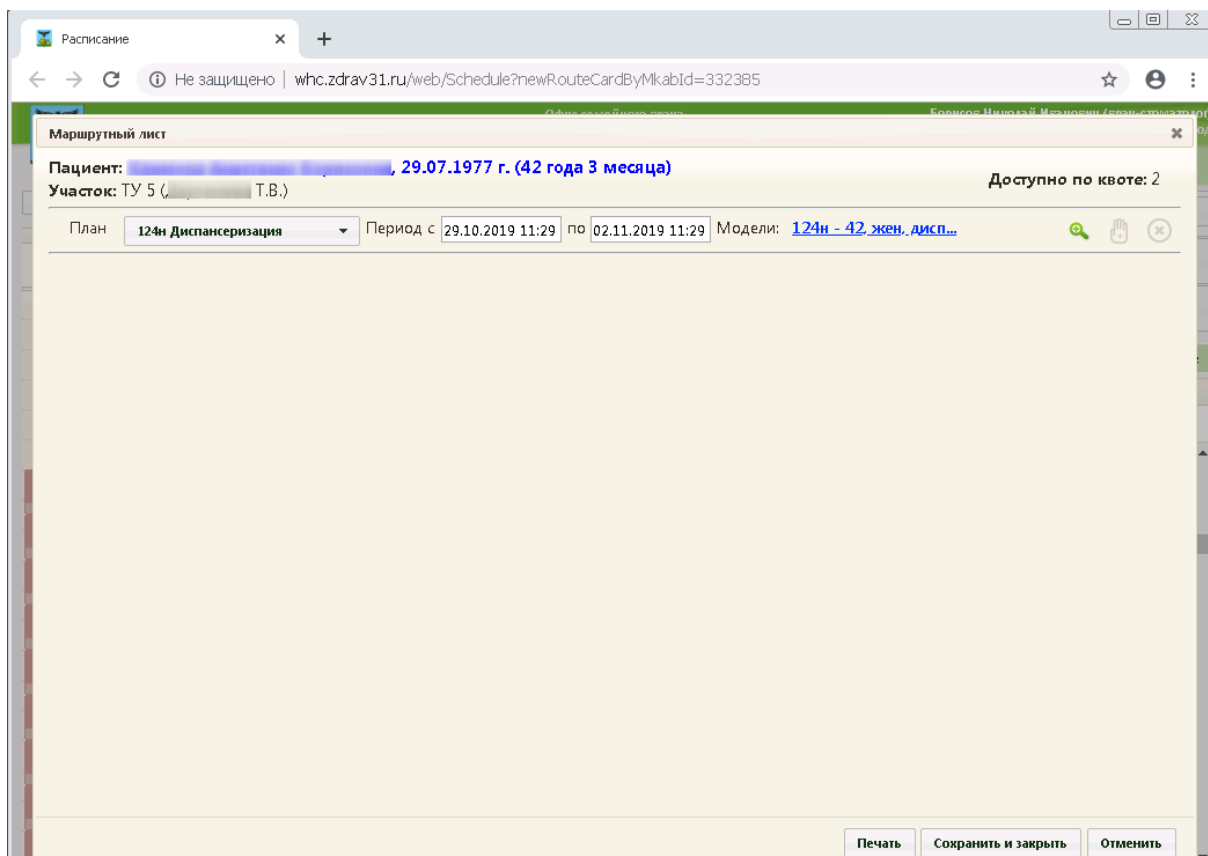 Расписание
Не защищено | whc.zdrav31.ru/web/Schedule?newRouteCardByMkabId=332385
Маршрутный лист
Пациент: , 29.07.1977 г. (42 года 3 месяца)
Доступно по квоте: 2
Участок: ТУ 5 ( Т.В.)
План 124н Диспансеризация Период с 29.10.2019 11:29 по 02.11.2019 11:29 Модели: 124н - 42, жен, дисп...
Печать Сохранить и закрыть Отменить